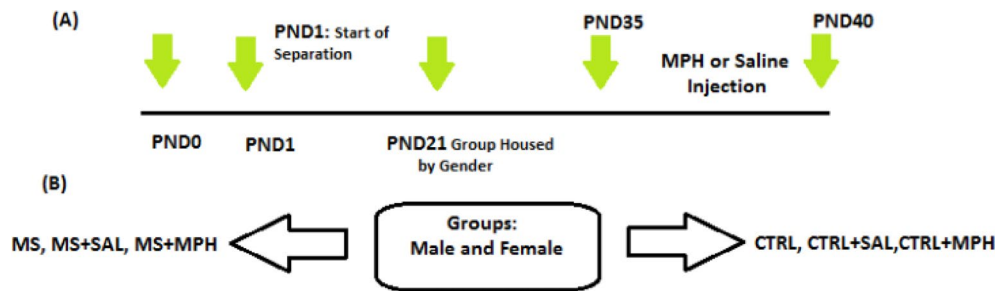 (A)
PND1: Start of
Separation
PND35
PND40
MPH or Saline
Injection
PND0
PND1
PND21 Group Housed
by Gender
(B)
MS, MS+SAL, MS+MPH
Groups:
Male and Female
CTRL, CTRL+SAL,CTRL+MPH